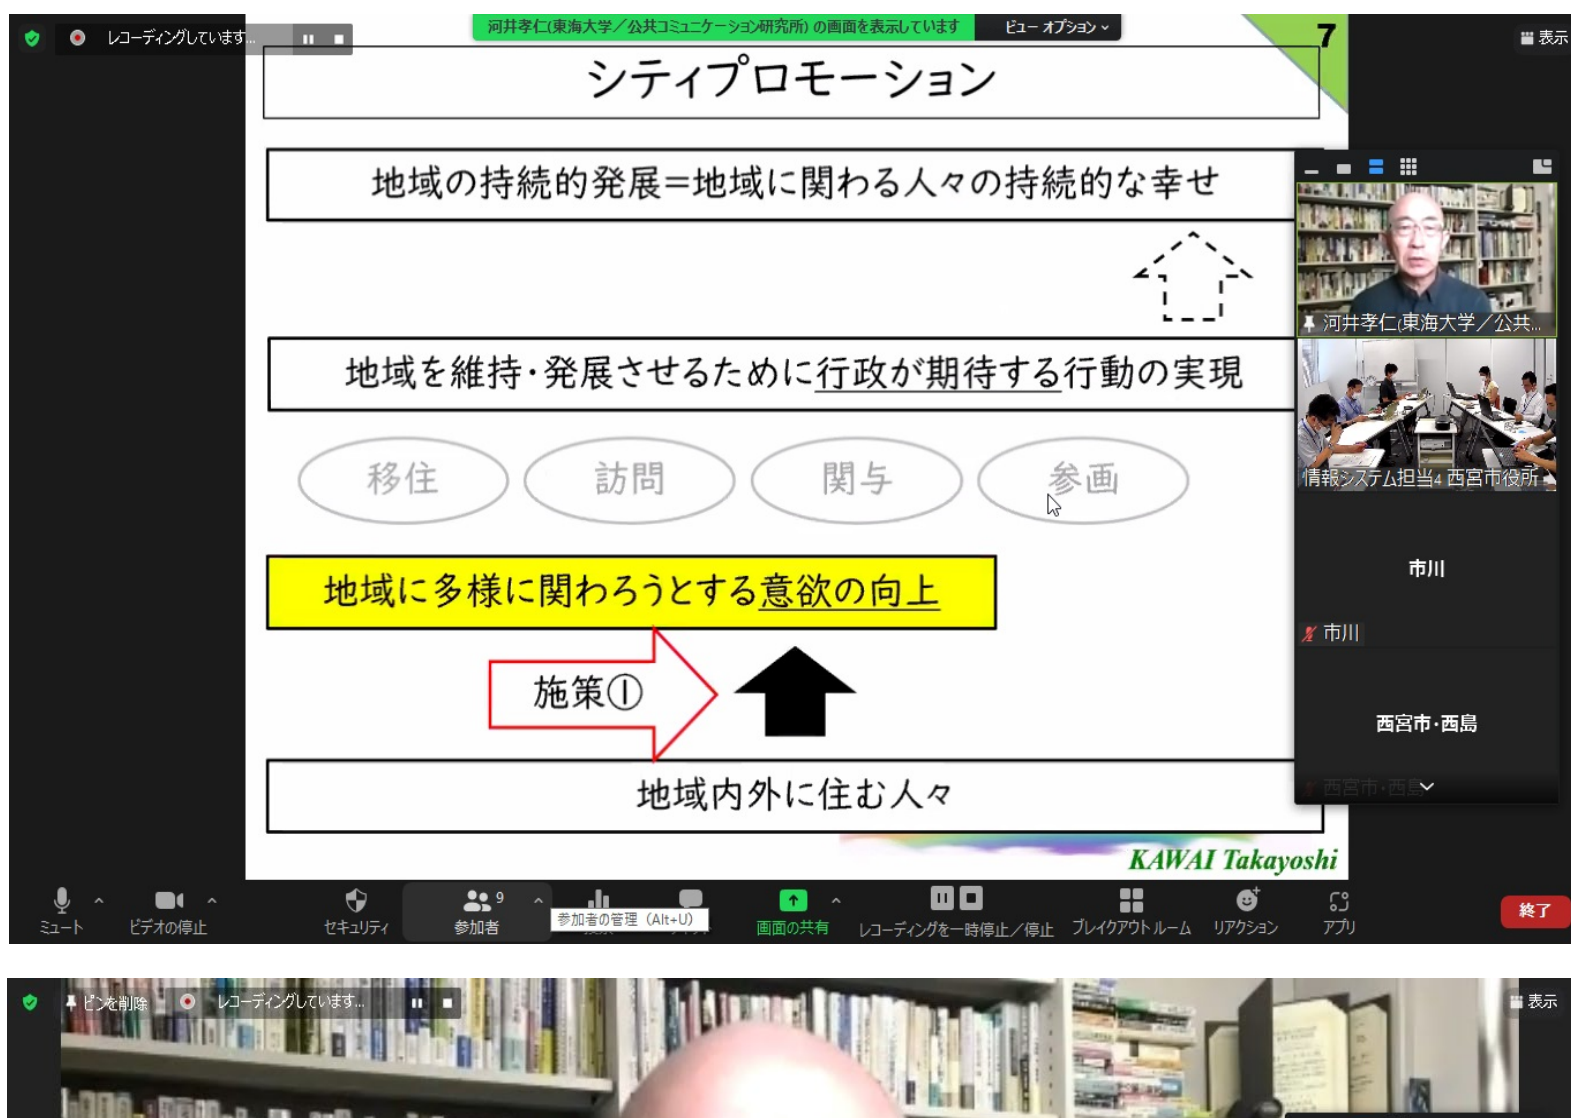 レコーディングしています...
河井孝仁(東海大学／公共コミュニケーション研究所) の画面を表示しています
ビュー オプション
表示
7
シティプロモーション
地域の持続的発展=地域に関わる人々の持続的な幸せ
地域を維持・発展させるために行政が期待する行動の実現
移住
訪問
関与
参画
地域に多様に関わろうとする意欲の向上
施策①
地域内外に住む人々
KAWAI Takayoshi
河井孝仁(東海大学／公共...
情報システム担当4 西宮市役所
市川
市川
西宮市・西島
西宮市・西島
ミュート
ビデオの停止
セキュリティ
9
参加者
参加者の管理（Alt+U）
画面の共有
レコーディングを一時停止／停止
ブレイクアウト ルーム
リアクション
アプリ
終了
ピンを削除
レコーディングしています...
表示